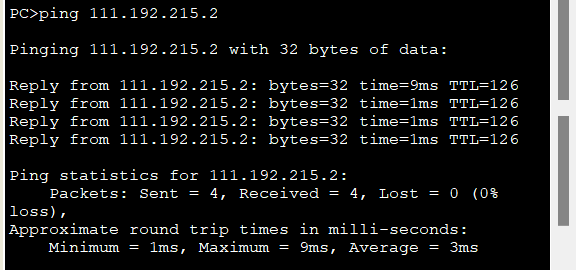 PC>ping 111.192.215.2
Pinging 111.192.215.2 with 32 bytes of data:
Reply from 111.192.215.2: bytes=32 time=9ms TTL=126
Reply from 111.192.215.2: bytes=32 time=1ms TTL=126
Reply from 111.192.215.2: bytes=32 time=1ms TTL=126
Reply from 111.192.215.2: bytes=32 time=1ms TTL=126
Ping statistics for 111.192.215.2:
Packets: Sent = 4, Received = 4, Lost = 0 (0%
loss),
Approximate round trip times in milli-seconds:
Minimum = 1ms, Maximum = 9ms, Average = 3ms